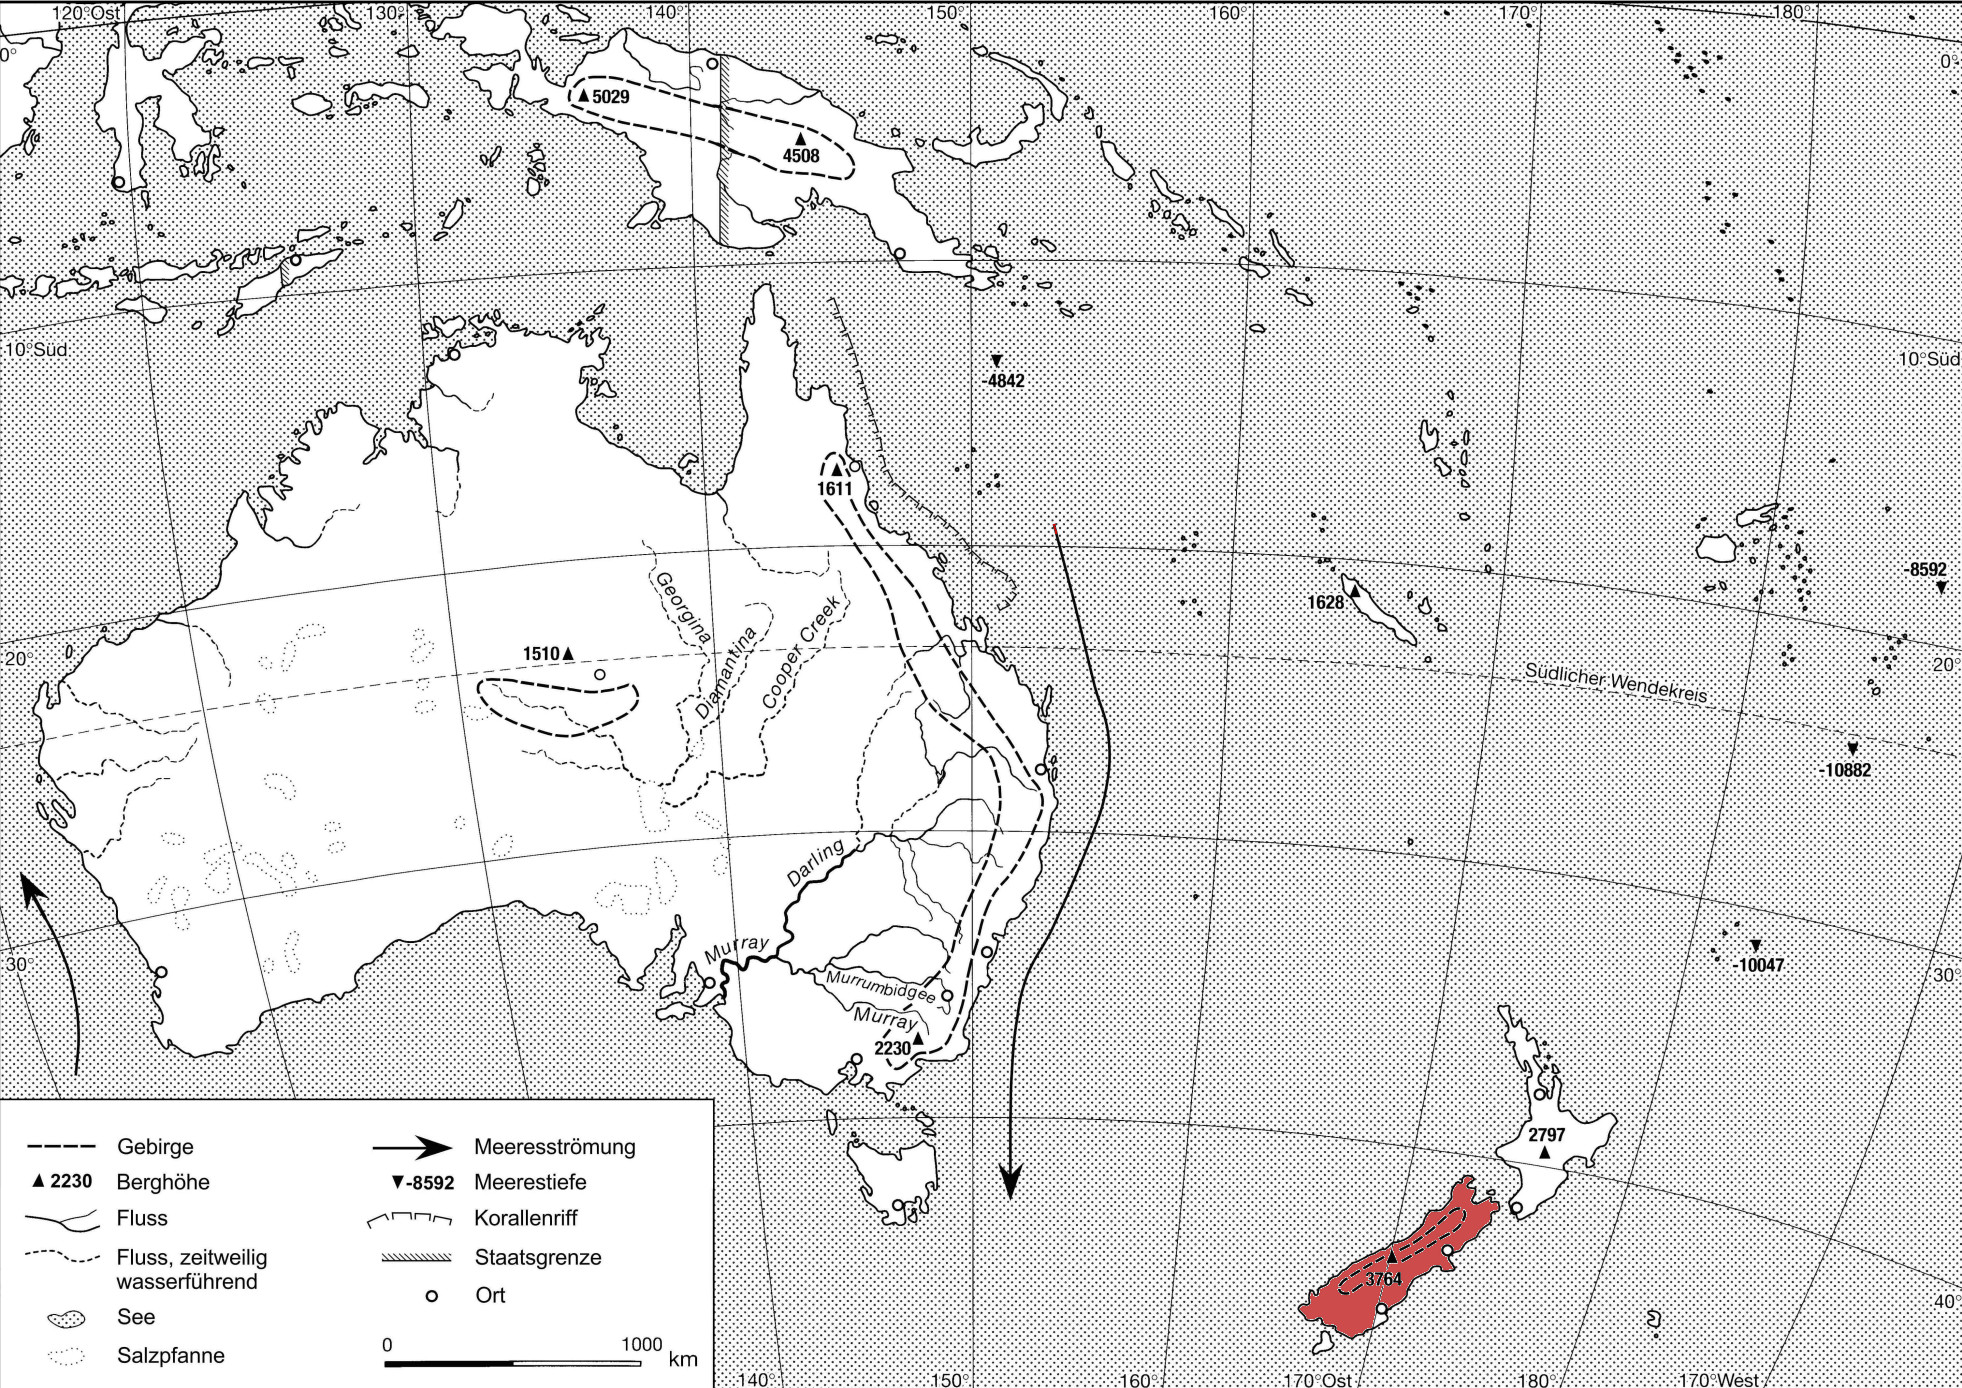 120°Ost
130°
140°
150°
160°
170°
180°
0°
0°
5029
4508
10°Süd
10°Süd
-4842
1611
-8592
Georgina
Diamantina
Cooper Creek
1628
1510
20°
20°
Südlicher Wendekreis
-10882
Darling
Murray
30°
-10047
30°
Murrumbidgee
Murray
2230
2797
3764
40°
Gebirge
2230 Berghöhe
Fluss
Fluss, zeitweilig
wasserführend
See
Salzpfanne
Meeresströmung
-8592 Meerestiefe
Korallenriff
Staatsgrenze
Ort
0 1000 km
140°
150°
160°
170°Ost
180°
170°West